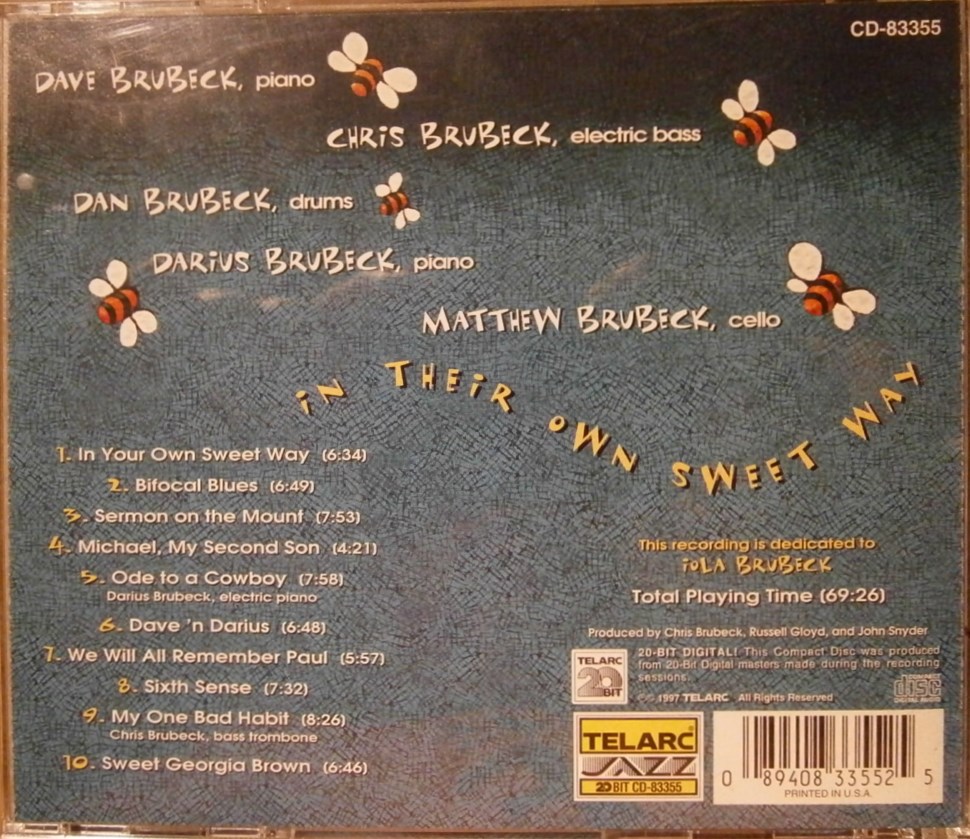 CD-83355
DAVE BRUBECK, piano
CHRIS BRUBECK, electric bass
DAN BRUBECK, drums
DARIUS BRUBECK, piano
MATTHEW BRUBECK, cello
IN THEIR OWN SWEET WAY
1. In Your Own Sweet Way (6:34)
2. Bifocal Blues (6:49)
3. Sermon on the Mount (7:53)
4. Michael, My Second Son (4:21)
5. Ode to a Cowboy (7:58)
Darius Brubeck, electric piano
6. Dave 'n Darius (6:48)
7. We Will All Remember Paul (5:57)
8. Sixth Sense (7:32)
9. My One Bad Habit (8:26)
Chris Brubeck, bass trombone
10. Sweet Georgia Brown (6:46)
This recording is dedicated to
IOLA BRUBECK
Total Playing Time (69:26)
Produced by Chris Brubeck, Russell Gloyd, and John Snyder
TELARC
20
BIT
20-BIT DIGITAL! This Compact Disc was produced
from 20-Bit Digital masters made during the recording
sessions.
℗© 1997 TELARC All Rights Reserved
COMPACT
disc
DIGITAL AUDIO
TELARC
JAZZ
20 BIT CD-83355
0 89408 33552 5
PRINTED IN U.S.A.